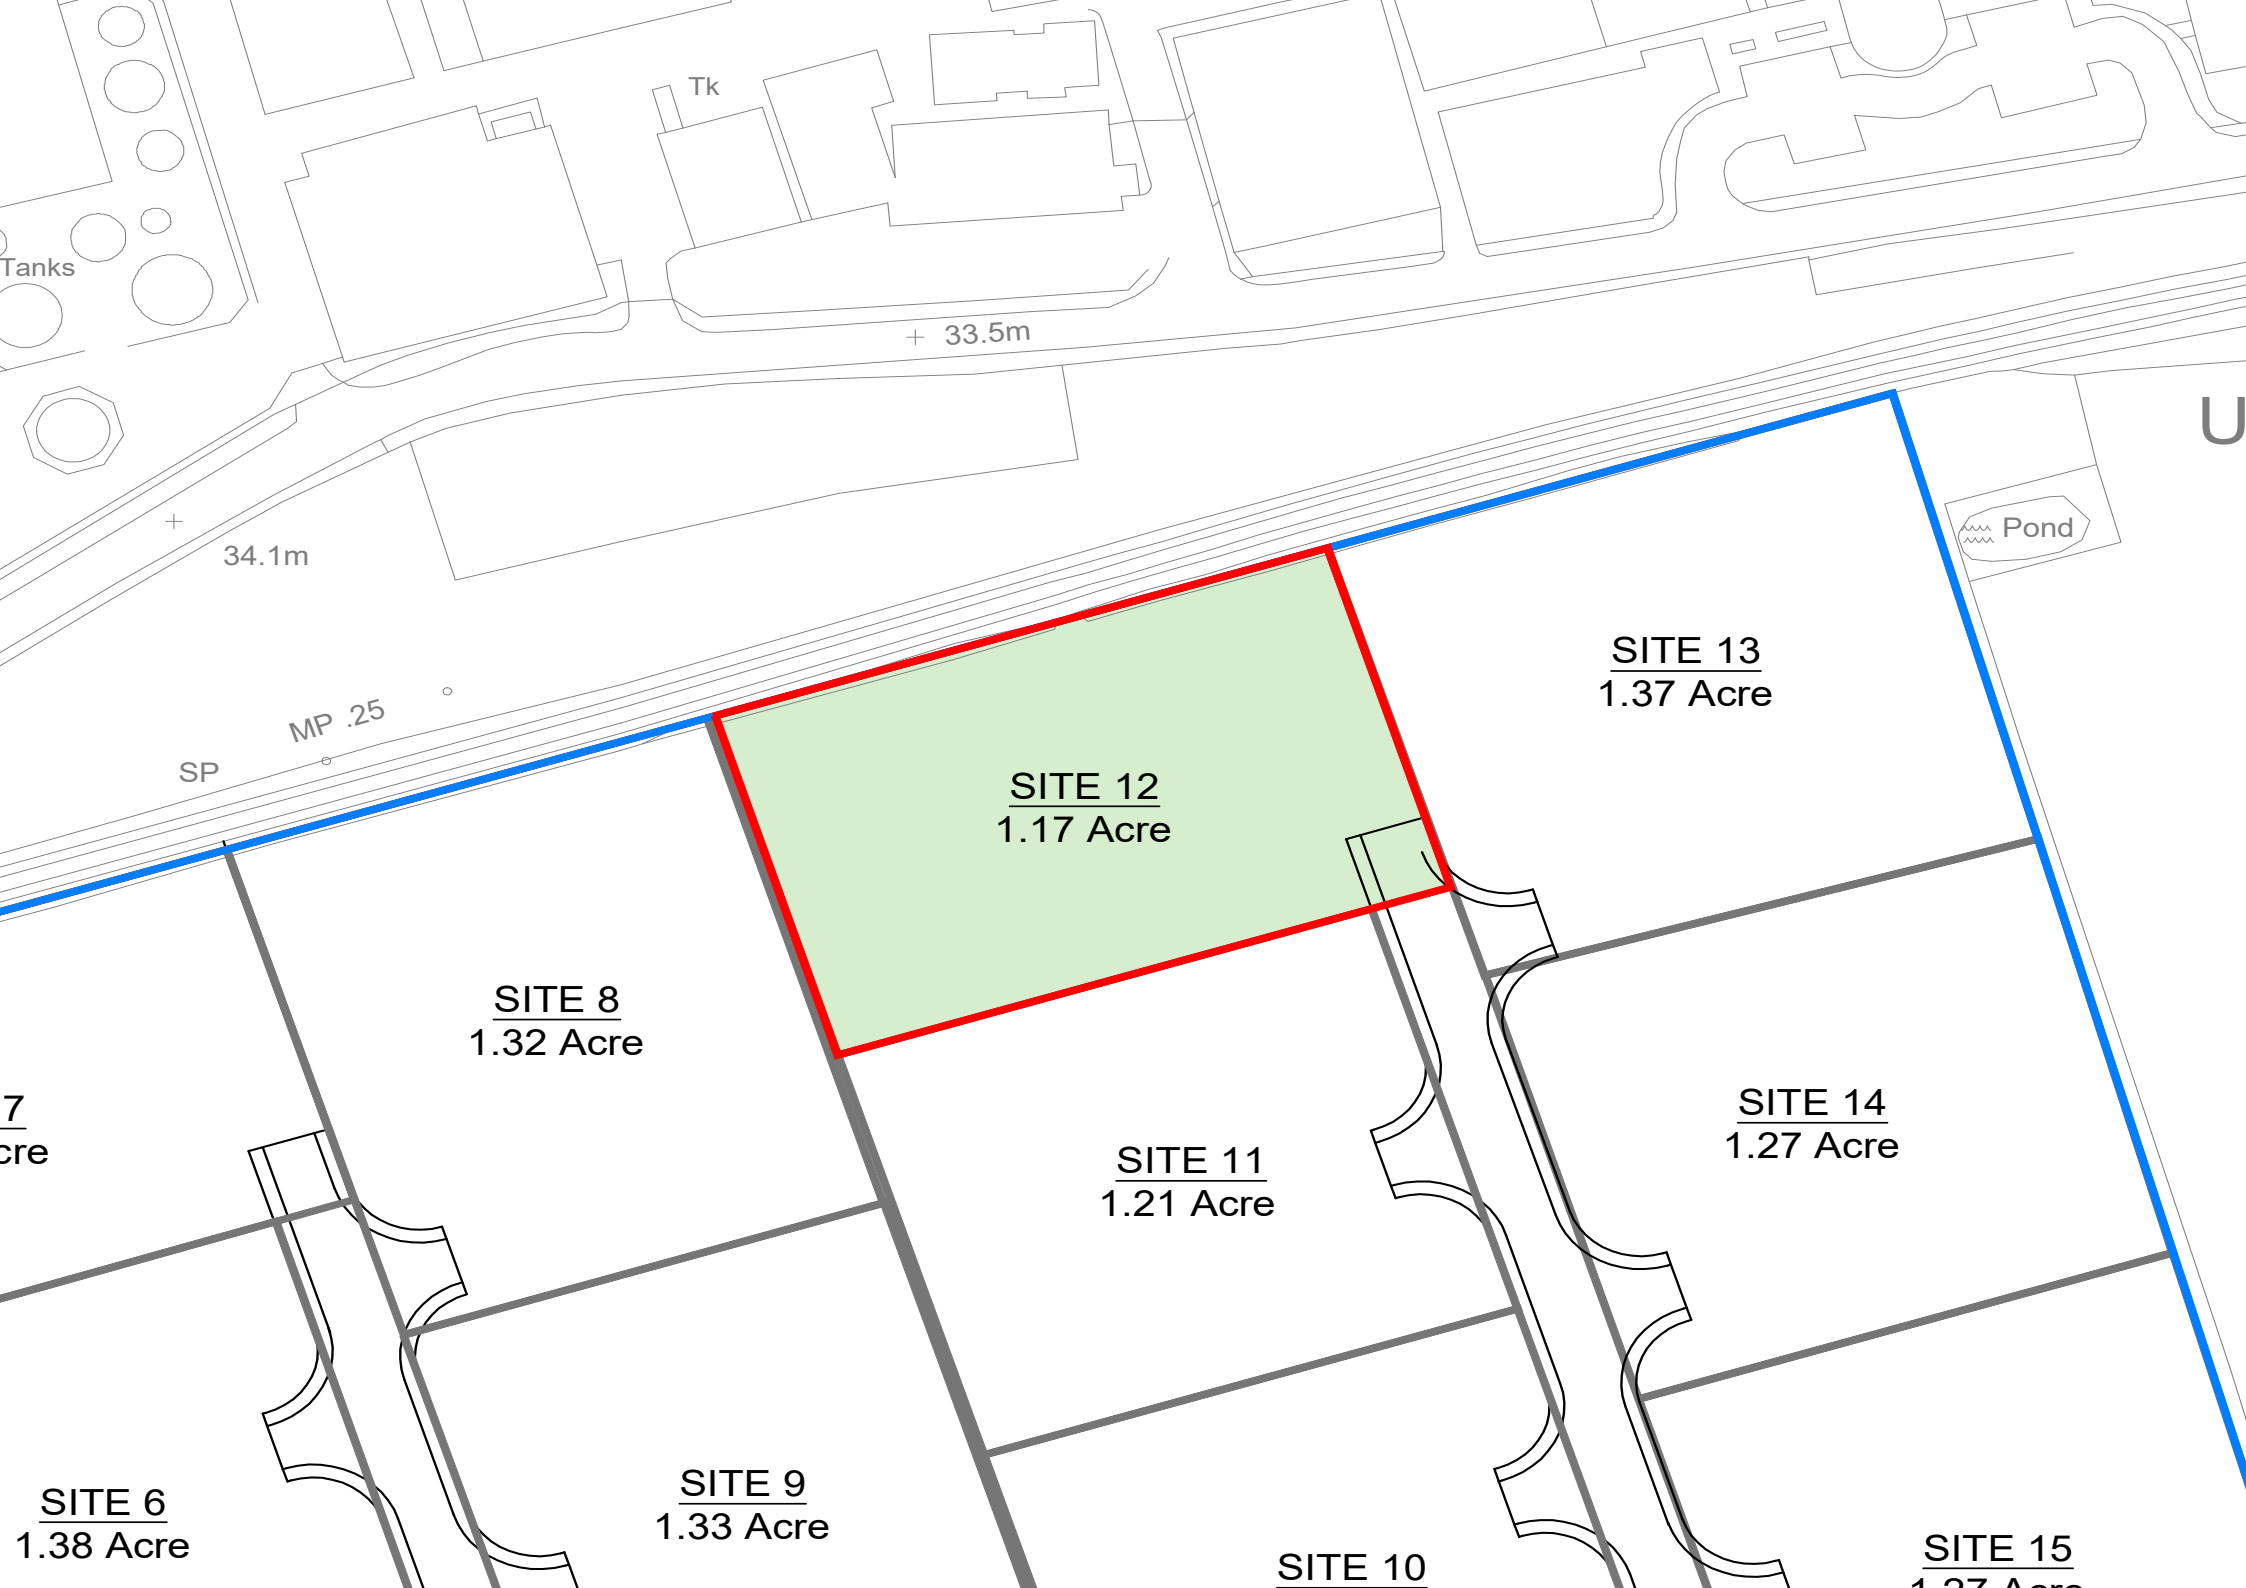 Tk
Tanks
33.5m
U
Pond
34.1m
MP .25
SP
SITE 13
1.37 Acre
SITE 12
1.17 Acre
SITE 8
1.32 Acre
7
cre
SITE 14
1.27 Acre
SITE 11
1.21 Acre
SITE 9
1.33 Acre
SITE 6
1.38 Acre
SITE 10
SITE 15